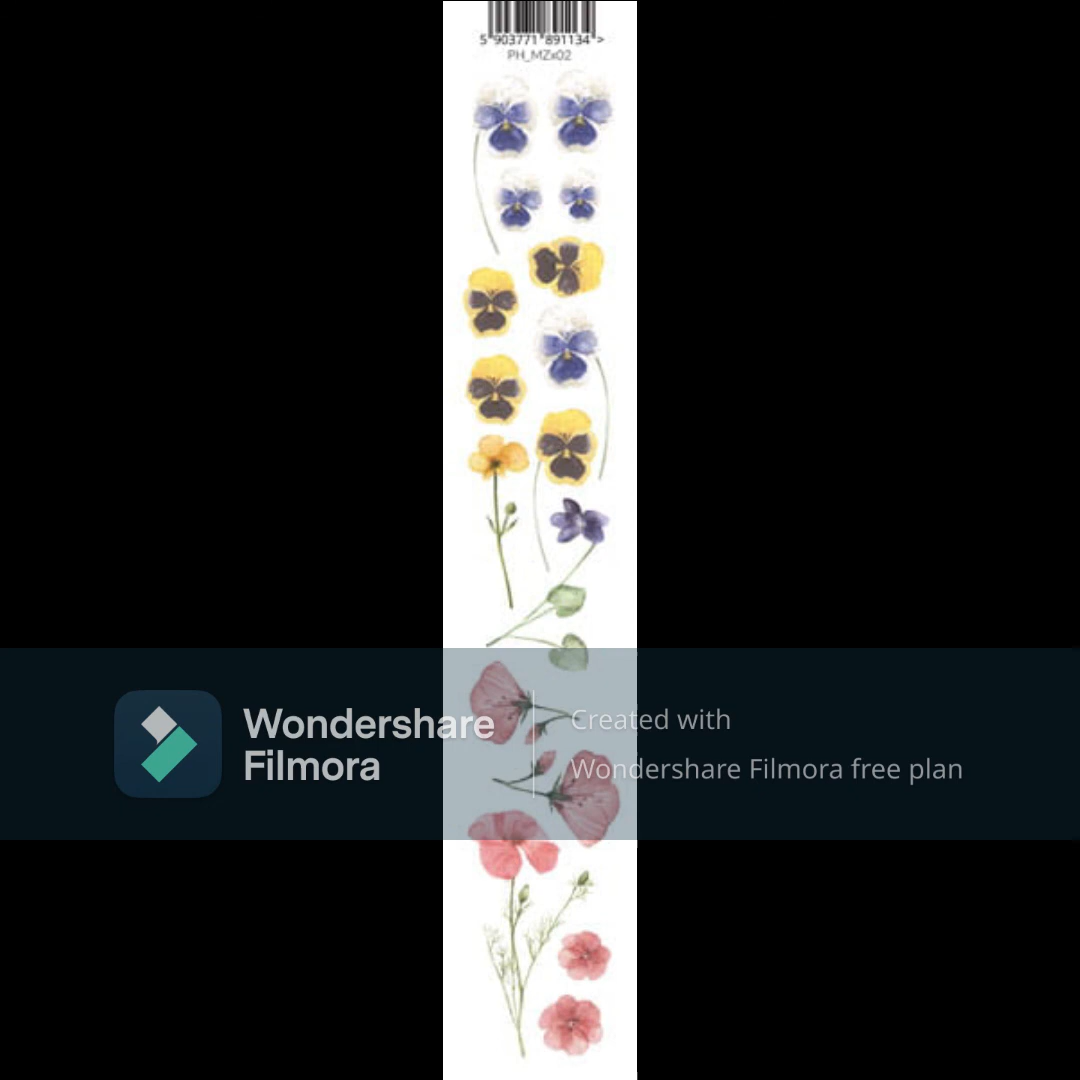 5 903771 891134 >
PH_MZx02
Wondershare
Filmora
Created with
Wondershare Filmora free plan